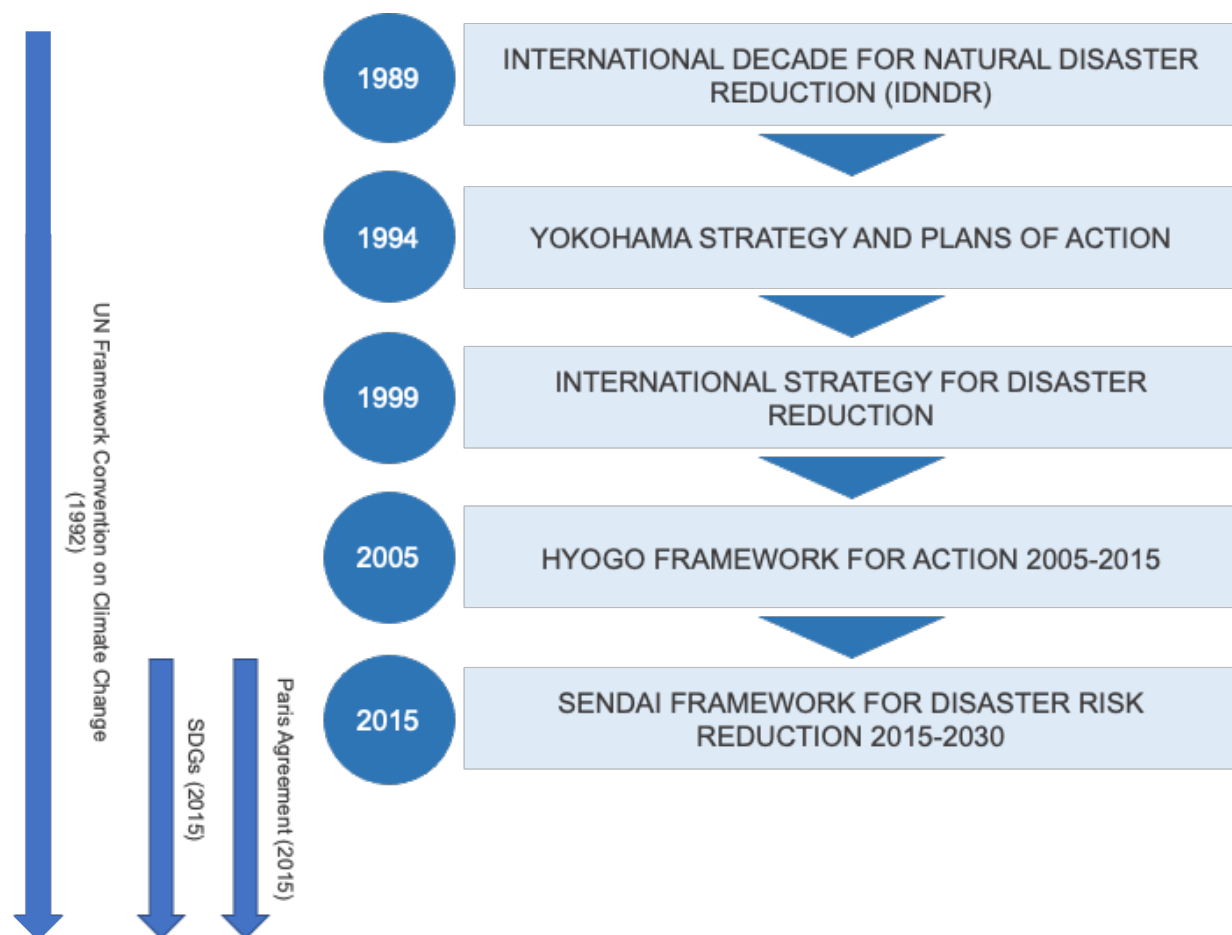 1989
INTERNATIONAL DECADE FOR NATURAL DISASTER
REDUCTION (IDNDR)
1994
YOKOHAMA STRATEGY AND PLANS OF ACTION
1999
INTERNATIONAL STRATEGY FOR DISASTER
REDUCTION
2005
HYOGO FRAMEWORK FOR ACTION 2005-2015
2015
SENDAI FRAMEWORK FOR DISASTER RISK
REDUCTION 2015-2030
UN Framework Convention on Climate Change
(1992)
SDGs (2015)
Paris Agreement (2015)